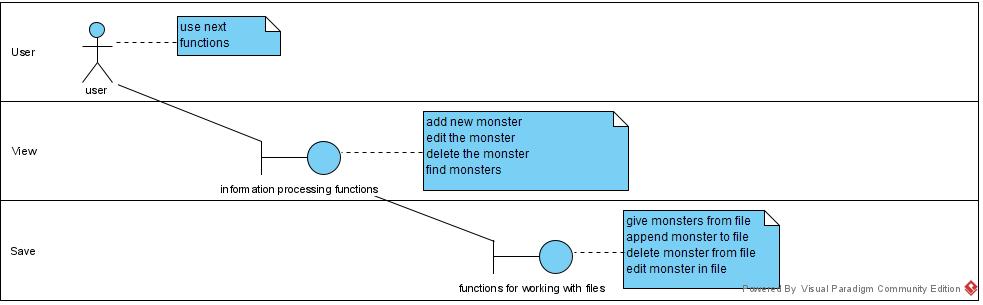 User
use next
functions
user
View
add new monster
edit the monster
delete the monster
find monsters
information processing functions
Save
give monsters from file
append monster to file
delete monster from file
edit monster in file
functions for working with files
Powered By Visual Paradigm Community Edition